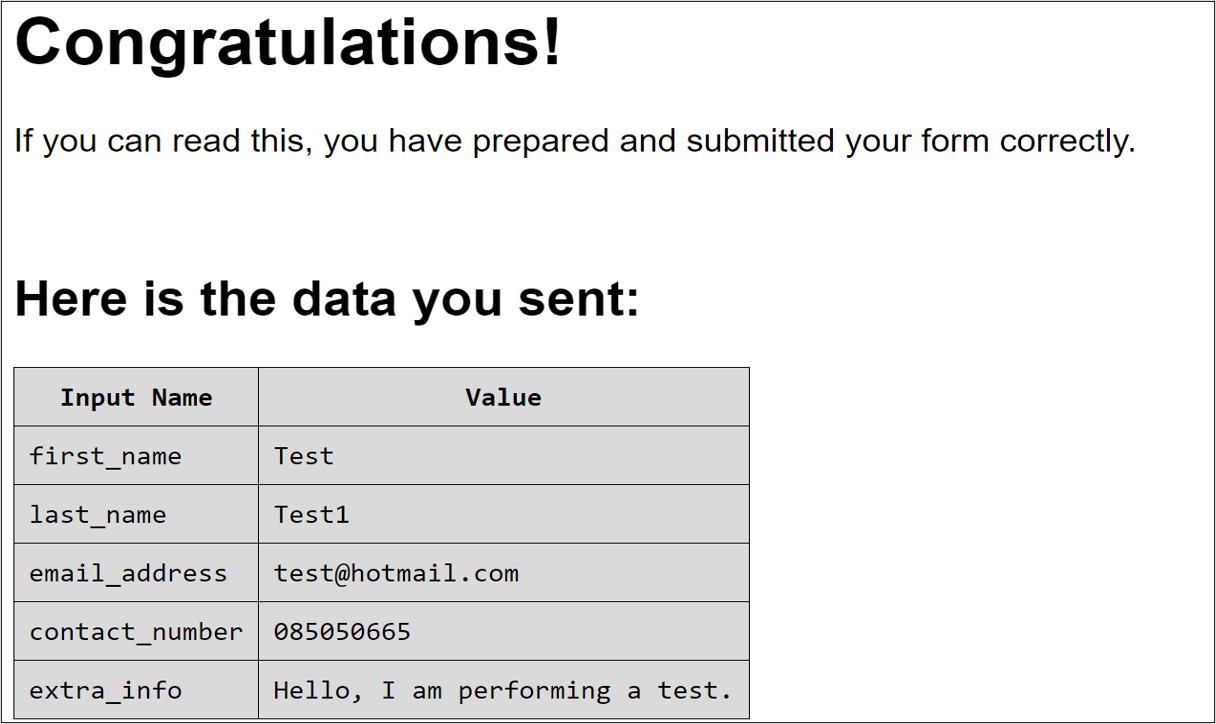 Congratulations!
If you can read this, you have prepared and submitted your form correctly.
Here is the data you sent:
Input Name Value
first_name Test
last_name Test1
email_address test@hotmail.com
contact_number 085050665
extra_info Hello, I am performing a test.